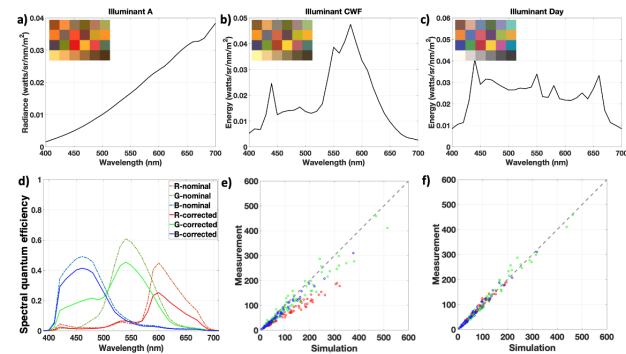 Illuminant A
Illuminant CWF
Illuminant Day
a)
0.04
0.03
0.02
0.01
0
Radiance (watts/sr/nm/m²)
400 450 500 550 600 650 700
Wavelength (nm)
b)
0.05
0.04
0.03
0.02
0.01
0
Energy (watts/sr/nm/m²)
400 450 500 550 600 650 700
Wavelength (nm)
c)
0.05
0.04
0.03
0.02
0.01
0
Energy (watts/sr/nm/m²)
400 450 500 550 600 650 700
Wavelength (nm)
d)
1
0.8
0.6
0.4
0.2
0
Spectral quantum efficiency
R-nominal
G-nominal
B-nominal
R-corrected
G-corrected
B-corrected
400 450 500 550 600 650 700
Wavelength (nm)
e)
600
500
400
300
200
100
0
Measurement
0 100 200 300 400 500 600
Simulation
f)
600
500
400
300
200
100
0
Measurement
0 100 200 300 400 500 600
Simulation